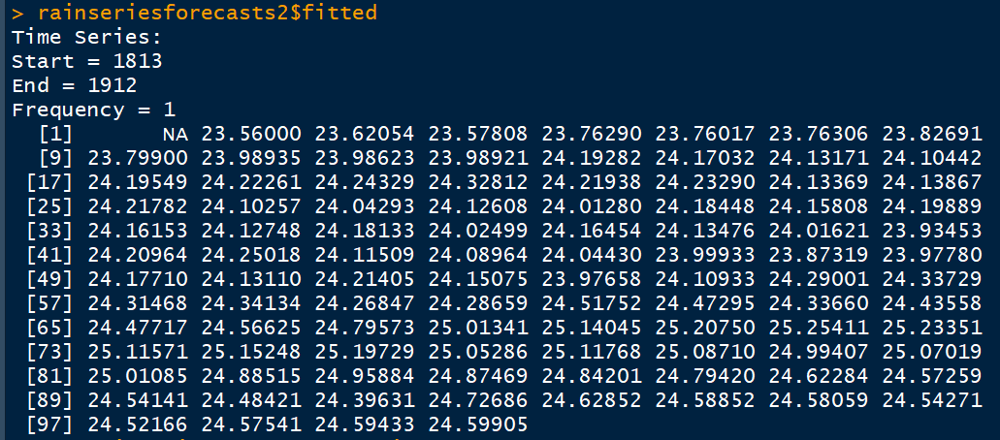 > rainseriesforecasts2$fitted
Time Series:
Start = 1813
End = 1912
Frequency = 1
[1] NA 23.56000 23.62054 23.57808 23.76290 23.76017 23.76306 23.82691
[9] 23.79900 23.98935 23.98623 23.98921 24.19282 24.17032 24.13171 24.10442
[17] 24.19549 24.22261 24.24329 24.32812 24.21938 24.23290 24.13369 24.13867
[25] 24.21782 24.10257 24.04293 24.12608 24.01280 24.18448 24.15808 24.19889
[33] 24.16153 24.12748 24.18133 24.02499 24.16454 24.13476 24.01621 23.93453
[41] 24.20964 24.25018 24.11509 24.08964 24.04430 23.99933 23.87319 23.97780
[49] 24.17710 24.13110 24.21405 24.15075 23.97658 24.10933 24.29001 24.33729
[57] 24.31468 24.34134 24.26847 24.28659 24.51752 24.47295 24.33660 24.43558
[65] 24.47717 24.56625 24.79573 25.01341 25.14045 25.20750 25.25411 25.23351
[73] 25.11571 25.15248 25.19729 25.05286 25.11768 25.08710 24.99407 25.07019
[81] 25.01085 24.88515 24.95884 24.87469 24.84201 24.79420 24.62284 24.57259
[89] 24.54141 24.48421 24.39631 24.72686 24.62852 24.58852 24.58059 24.54271
[97] 24.52166 24.57541 24.59433 24.59905